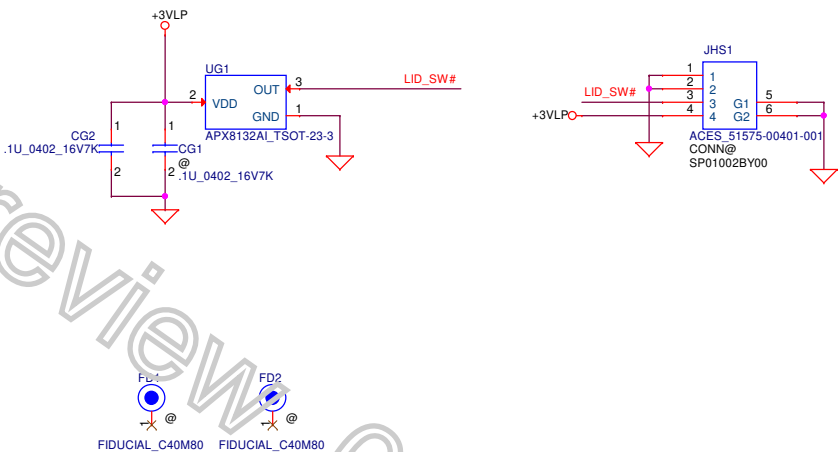 +3VLP
UG1
2
VDD
OUT
3
LID_SW#
GND
1
APX8132AI_TSOT-23-3
1
1
CG2
.1U_0402_16V7K
CG1
@
2
2
.1U_0402_16V7K
JHS1
1
1
2
2
LID_SW#
3
3
G1
5
+3VLP
4
4
G2
6
ACES_51575-00401-001
CONN@
SP01002BY00
review
FD1
FD2
1
@
1
@
FIDUCIAL_C40M80
FIDUCIAL_C40M80